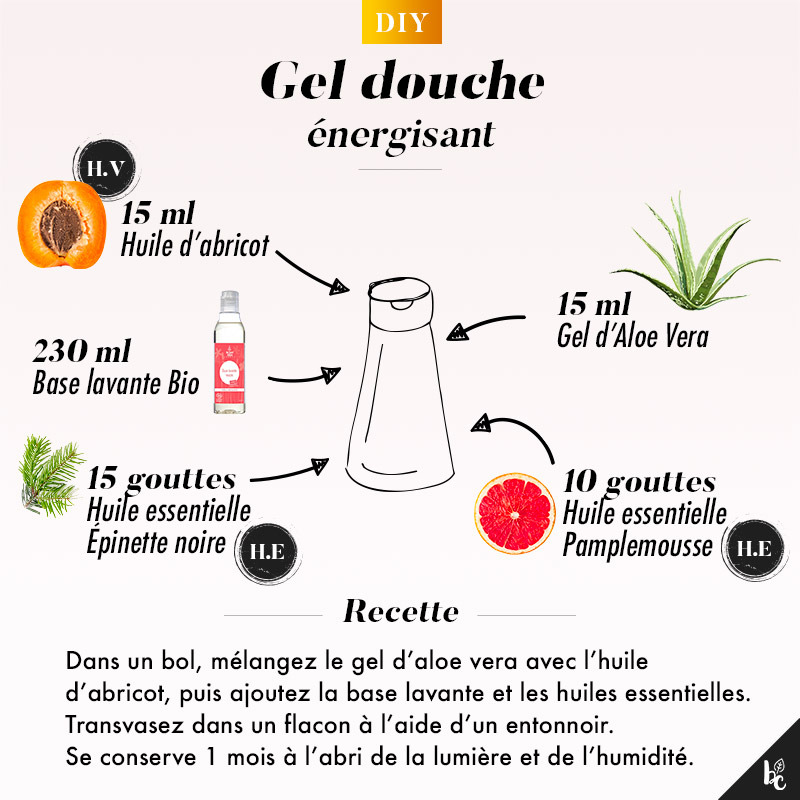 DIY
Gel douche
énergisant
H.V
15 ml
Huile d'abricot
15 ml
Gel d'Aloe Vera
230 ml
Base lavante Bio
15 gouttes
Huile essentielle
Épinette noire
H.E
10 gouttes
Huile essentielle
Pamplemousse
H.E
Recette
Dans un bol, mélangez le gel d'aloe vera avec l'huile
d'abricot, puis ajoutez la base lavante et les huiles essentielles.
Transvasez dans un flacon à l'aide d'un entonnoir.
Se conserve 1 mois à l'abri de la lumière et de l'humidité.
bc